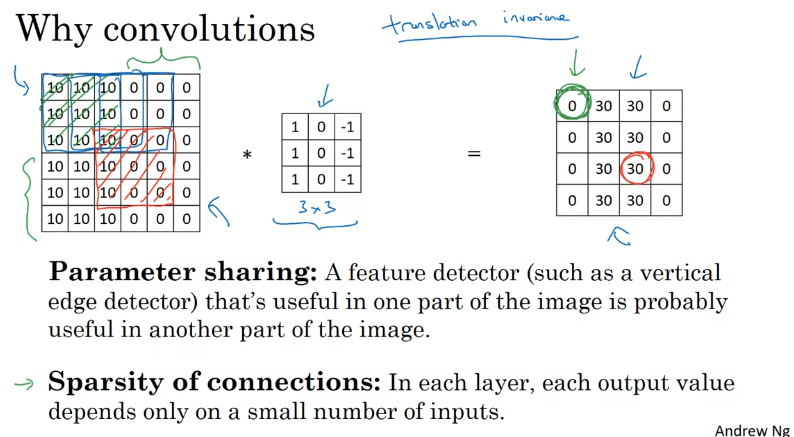 Why convolutions
translation invariance
10 10 10 0 0 0
10 10 10 0 0 0
10 10 10 0 0 0
10 10 10 0 0 0
10 10 10 0 0 0
10 10 10 0 0 0
*
1 0 -1
1 0 -1
1 0 -1
3×3
=
0 30 30 0
0 30 30 0
0 30 30 0
0 30 30 0
Parameter sharing: A feature detector (such as a vertical
edge detector) that's useful in one part of the image is probably
useful in another part of the image.
→ Sparsity of connections: In each layer, each output value
depends only on a small number of inputs.
Andrew Ng